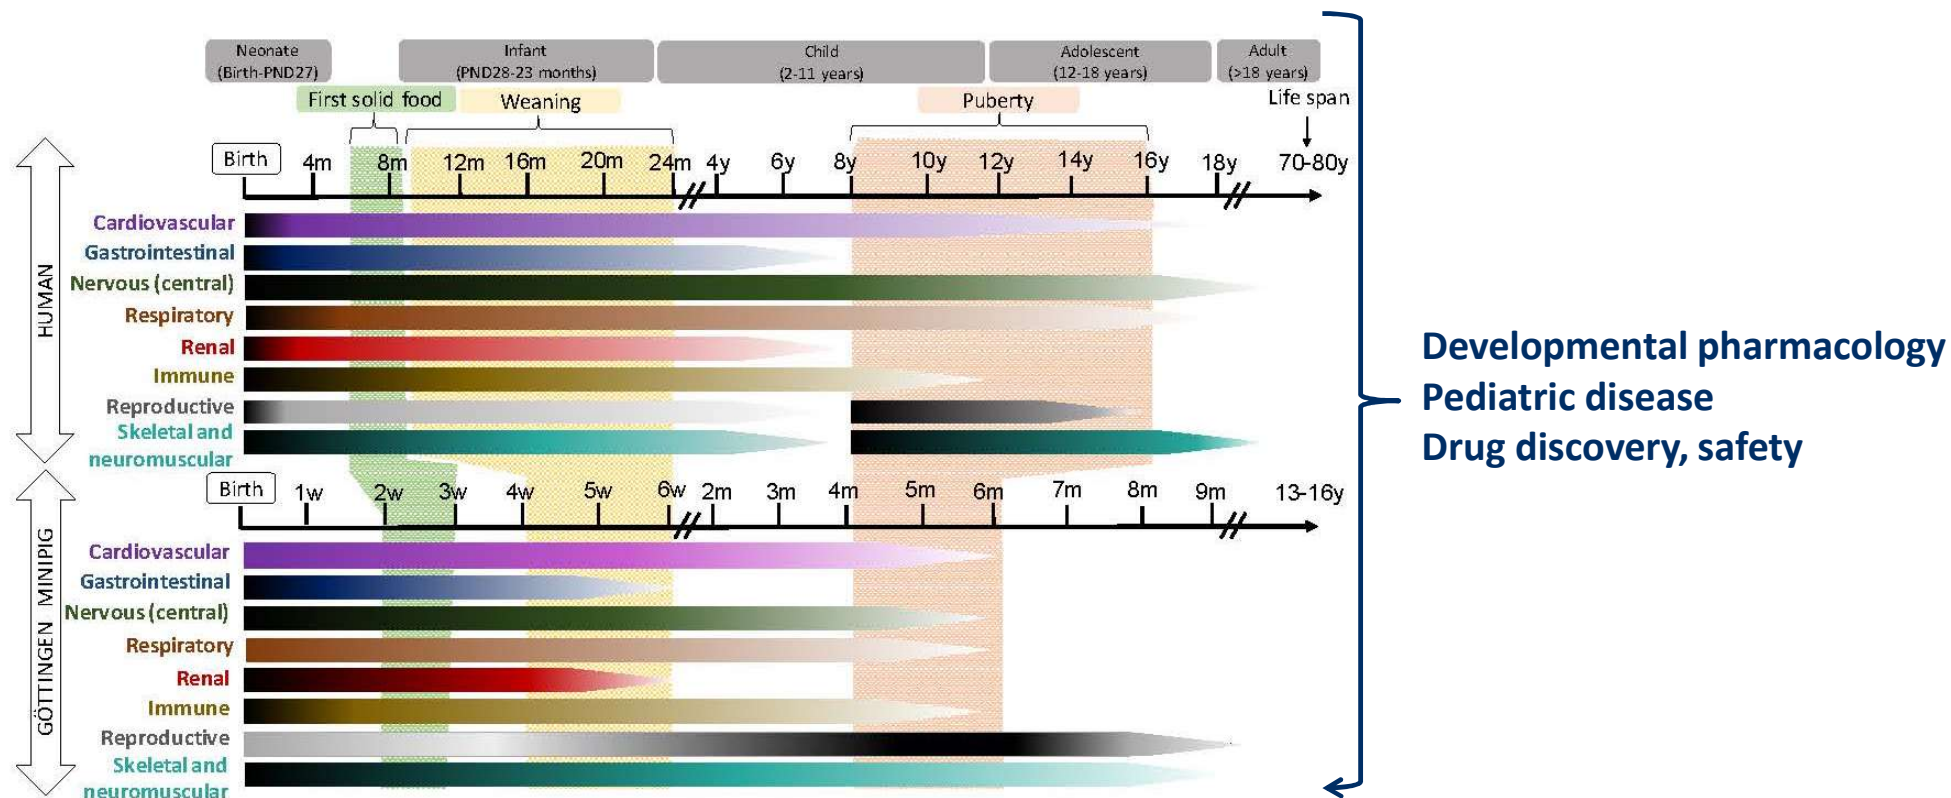 Neonate
(Birth-PND27)
Infant
(PND28-23 months)
Child
(2-11 years)
Adolescent
(12-18 years)
Adult
(>18 years)
First solid food
Weaning
Puberty
Life span
HUMAN
Birth 4m 8m 12m 16m 20m 24m 4y 6y 8y 10y 12y 14y 16y 18y 70-80y
Cardiovascular
Gastrointestinal
Nervous (central)
Respiratory
Renal
Immune
Reproductive
Skeletal and
neuromuscular
GÖTTINGEN MINIPIG
Birth 1w 2w 3w 4w 5w 6w 2m 3m 4m 5m 6m 7m 8m 9m 13-16y
Cardiovascular
Gastrointestinal
Nervous (central)
Respiratory
Renal
Immune
Reproductive
Skeletal and
neuromuscular
Developmental pharmacology
Pediatric disease
Drug discovery, safety